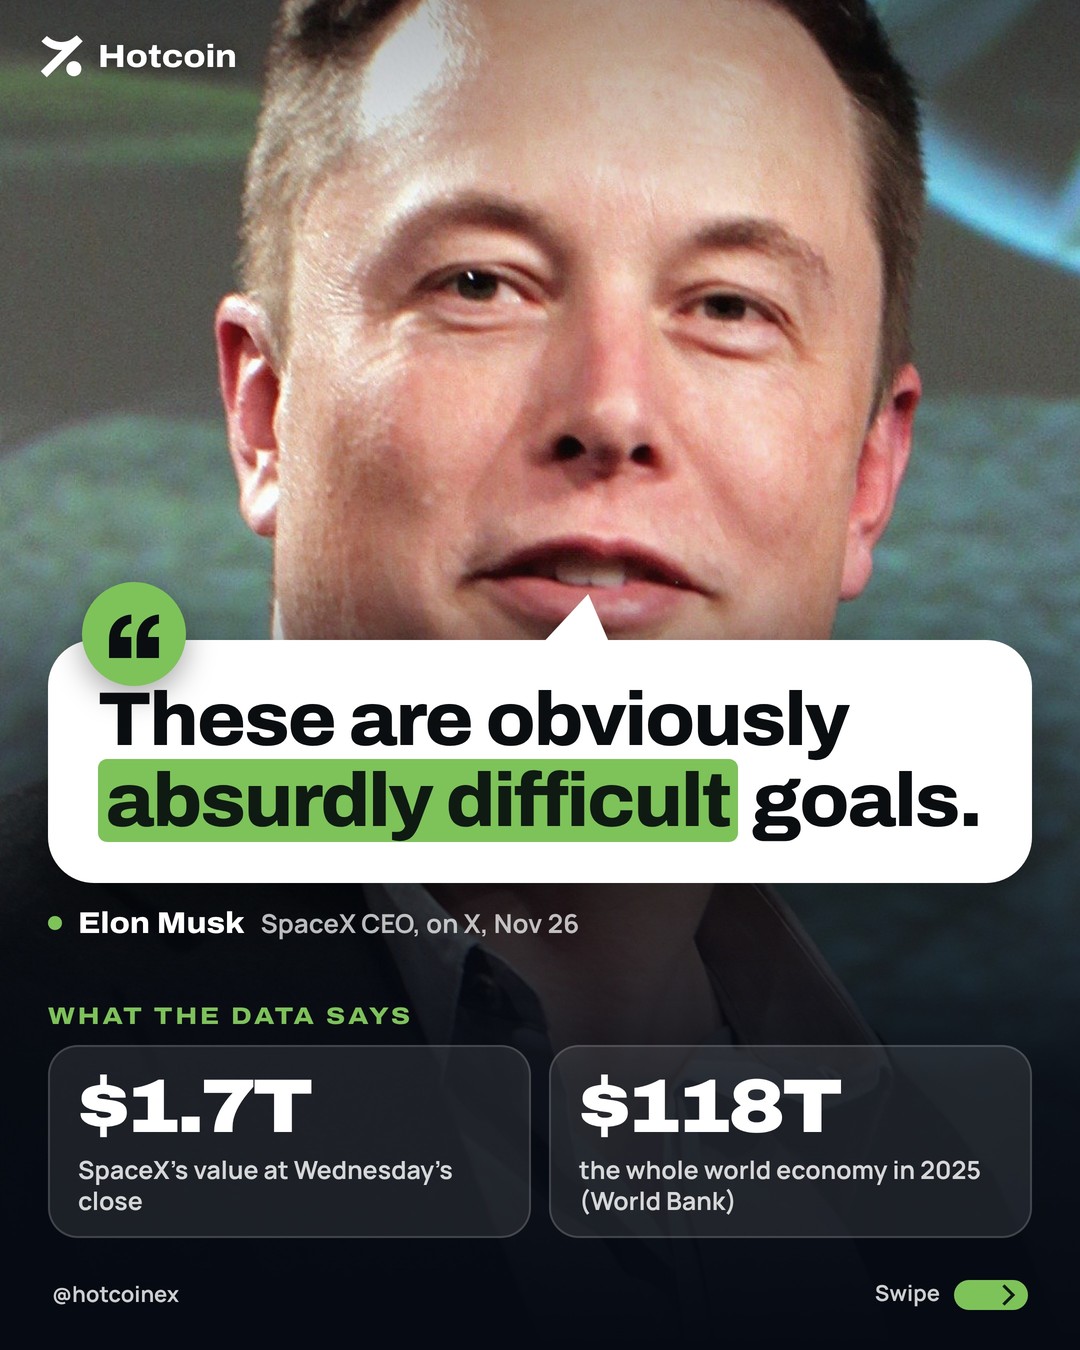 Hotcoin
“
These are obviously
absurdly difficult goals.
Elon Musk SpaceX CEO, on X, Nov 26
WHAT THE DATA SAYS
$1.7T
SpaceX’s value at Wednesday’s
close
$118T
the whole world economy in 2025
(World Bank)
@hotcoinex
Swipe